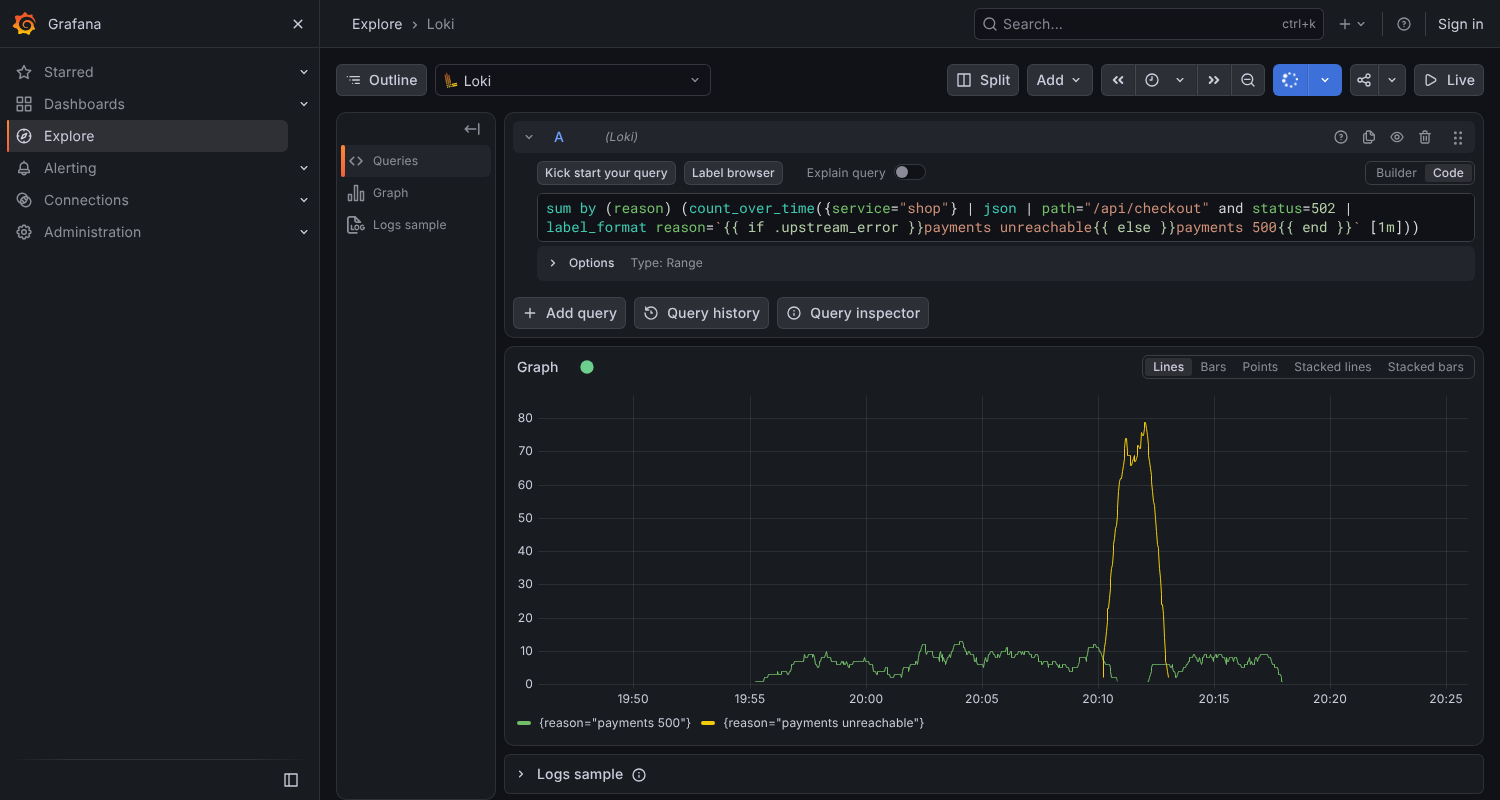 Grafana
Explore › Loki
Search...
ctrl+k
Sign in
Starred
Dashboards
Explore
Alerting
Connections
Administration
Outline
Loki
Split
Add
Live
Queries
Graph
Logs sample
A
(Loki)
Kick start your query
Label browser
Explain query
Builder
Code
sum by (reason) (count_over_time({service="shop"} | json | path="/api/checkout" and status=502 |
label_format reason=`{{ if .upstream_error }}payments unreachable{{ else }}payments 500{{ end }}` [1m]))
Options
Type: Range
Add query
Query history
Query inspector
Graph
Lines
Bars
Points
Stacked lines
Stacked bars
80
70
60
50
40
30
20
10
0
19:50
19:55
20:00
20:05
20:10
20:15
20:20
20:25
{reason="payments 500"}
{reason="payments unreachable"}
Logs sample